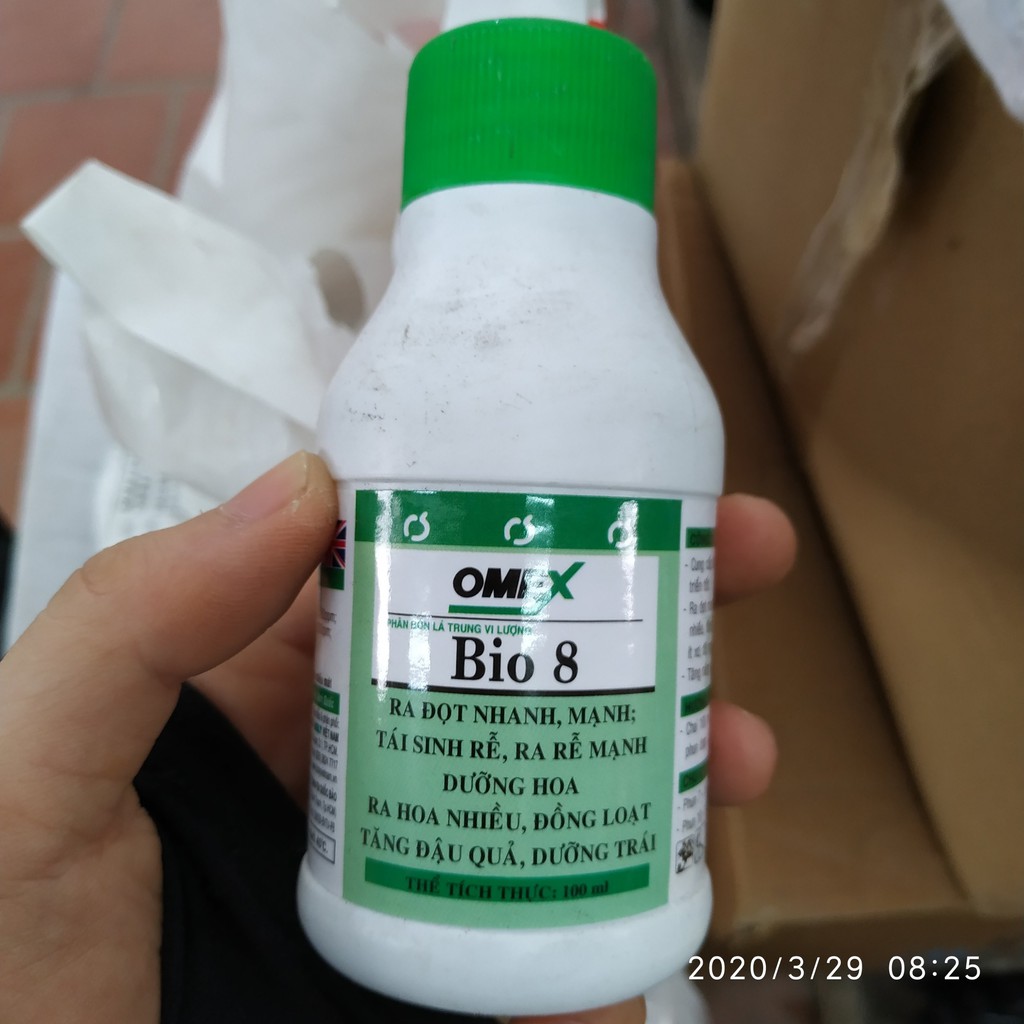 OMEX
PHÂN BÓN LÁ TRUNG VI LƯỢNG
Bio 8
RA ĐỌT NHANH, MẠNH;
TÁI SINH RỄ, RA RỄ MẠNH
DƯỠNG HOA
RA HOA NHIỀU, ĐỒNG LOẠT
TĂNG ĐẬU QUẢ, DƯỠNG TRÁI
THỂ TÍCH THỰC: 100 ml
2020/3/29 08:25